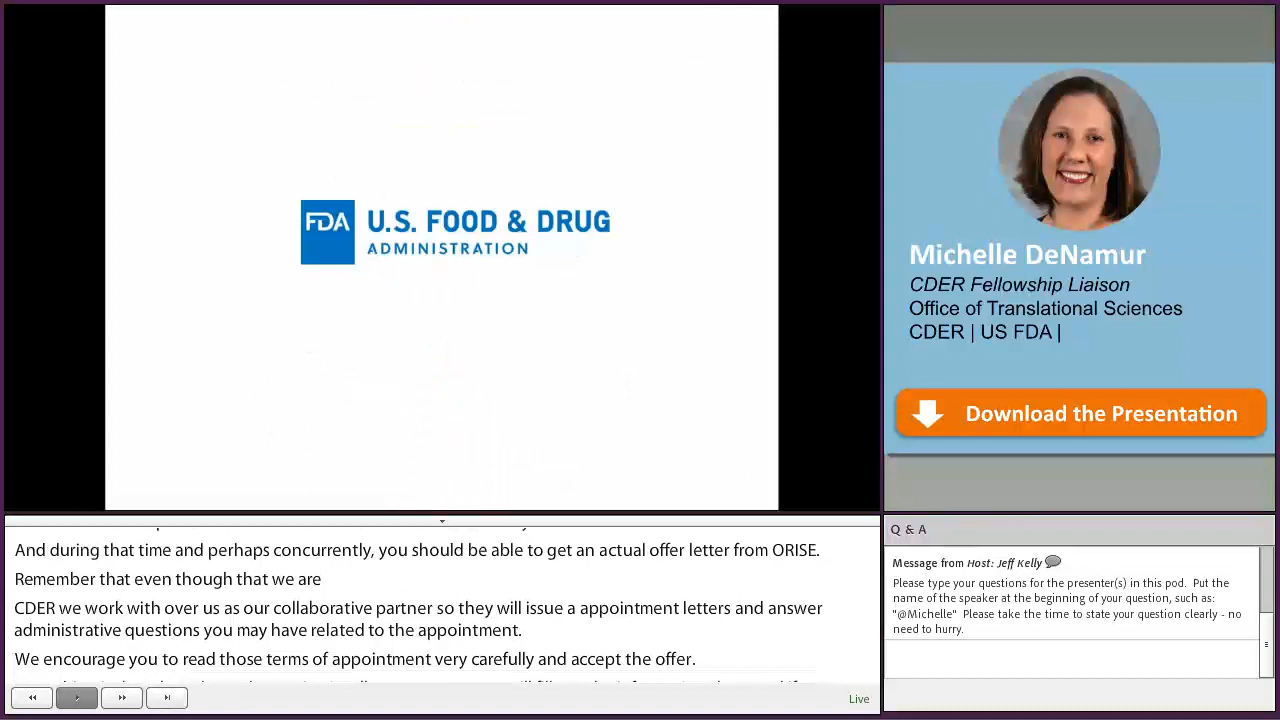 FDA
U.S. FOOD & DRUG
ADMINISTRATION
Michelle DeNamur
CDER Fellowship Liaison
Office of Translational Sciences
CDER | US FDA |
Download the Presentation
And during that time and perhaps concurrently, you should be able to get an actual offer letter from ORISE.
Remember that even though that we are
CDER we work with over us as our collaborative partner so they will issue a appointment letters and answer
administrative questions you may have related to the appointment.
We encourage you to read those terms of appointment very carefully and accept the offer.
Live
Q & A
Message from Host: Jeff Kelly
Please type your questions for the presenter(s) in this pod. Put the
name of the speaker at the beginning of your question, such as:
"@Michelle" Please take the time to state your question clearly - no
need to hurry.